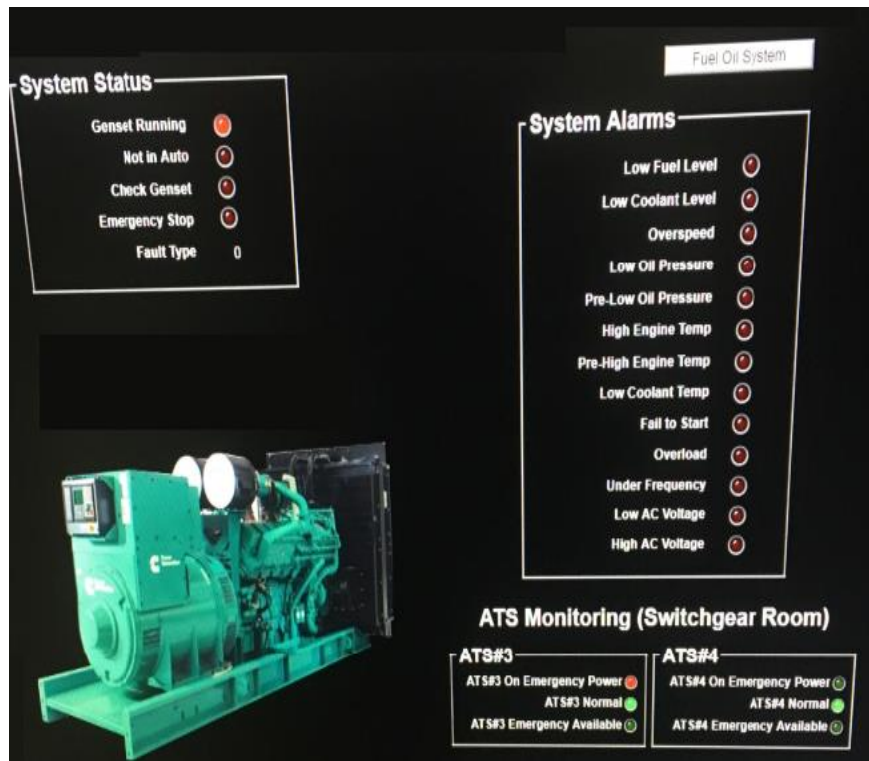 Fuel Oil System
System Status
Genset Running
Not in Auto
Check Genset
Emergency Stop
Fault Type 0
System Alarms
Low Fuel Level
Low Coolant Level
Overspeed
Low Oil Pressure
Pre-Low Oil Pressure
High Engine Temp
Pre-High Engine Temp
Low Coolant Temp
Fail to Start
Overload
Under Frequency
Low AC Voltage
High AC Voltage
ATS Monitoring (Switchgear Room)
ATS#3
ATS#3 On Emergency Power
ATS#3 Normal
ATS#3 Emergency Available
ATS#4
ATS#4 On Emergency Power
ATS#4 Normal
ATS#4 Emergency Available